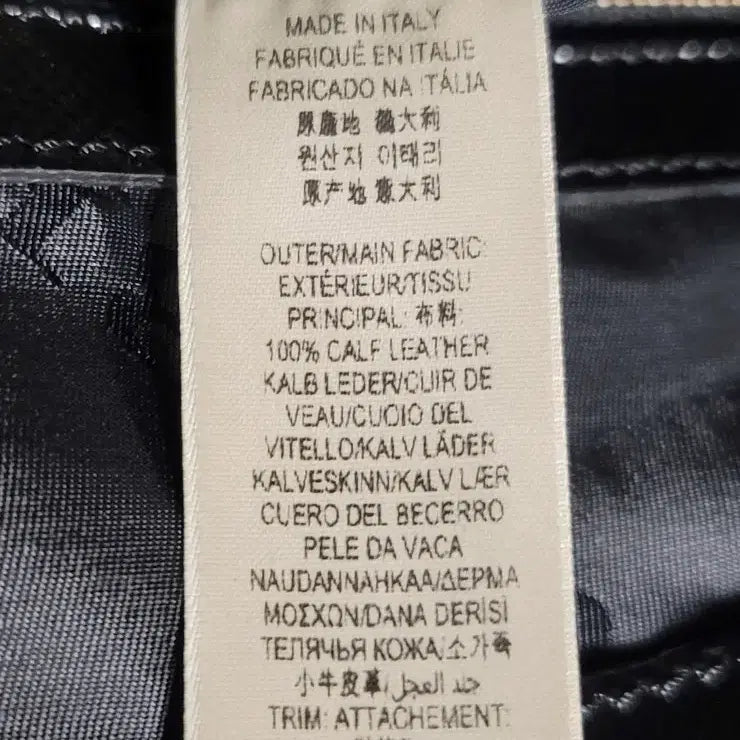 MADE IN ITALY
FABRIQUÉ EN ITALIE
FABRICADO NA ITÁLIA
原產地 義大利
원산지 이태리
原产地 意大利
OUTER/MAIN FABRIC:
EXTÉRIEUR/TISSU
PRINCIPAL: 布料:
100% CALF LEATHER
KALB LEDER/CUIR DE
VEAU/CUOIO DEL
VITELLO/KALV LÄDER
KALVESKINN/KALV LÆR
CUERO DEL BECERRO
PELE DA VACA
NAUDANNAHKAA/ΔΕΡΜΑ
ΜΟΣΧΩΝ/DANA DERİSİ
ТЕЛЯЧЬЯ КОЖА/소가죽
小牛皮革/جلد العجل
TRIM: ATTACHEMENT: